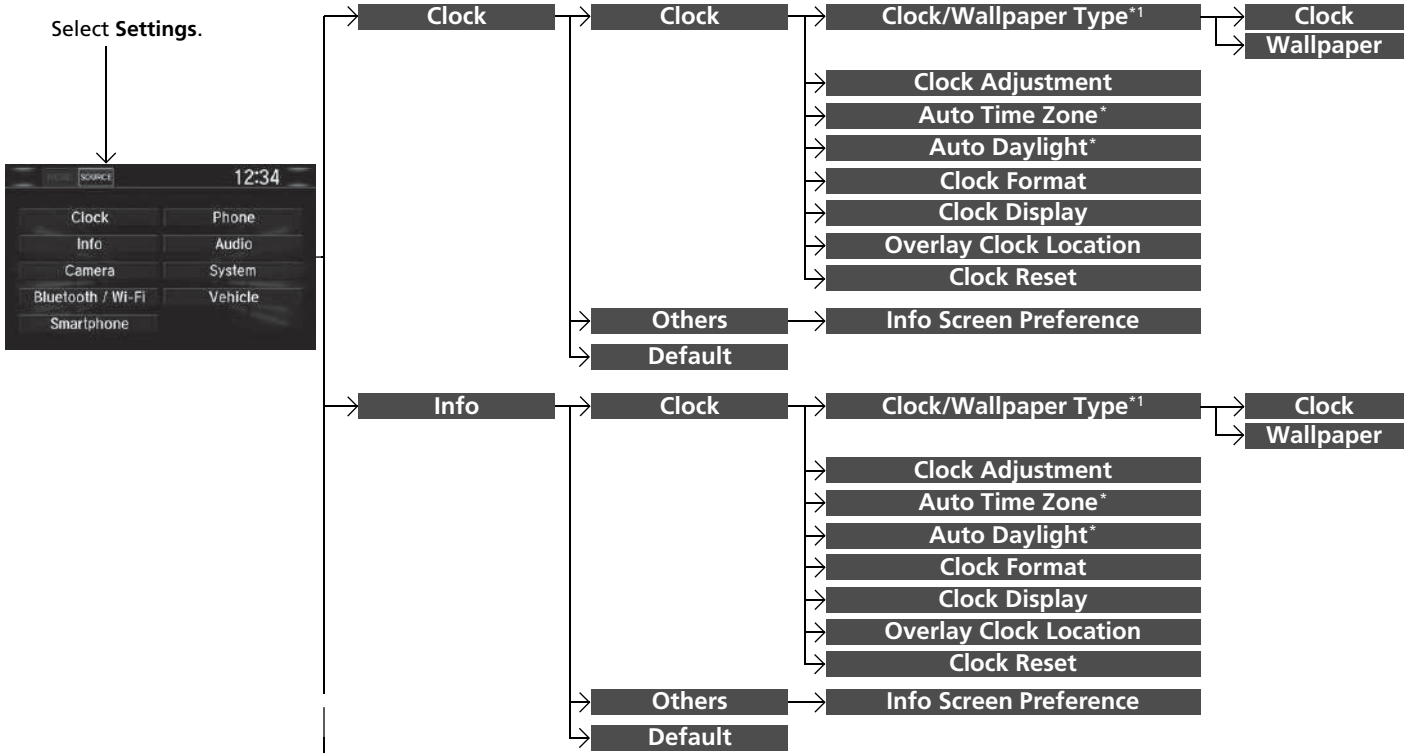 Select Settings.
SOURCE
12:34
Clock Phone
Info Audio
Camera System
Bluetooth / Wi-Fi Vehicle
Smartphone
Clock
Clock
Clock/Wallpaper Type*1
Clock
Wallpaper
Clock Adjustment
Auto Time Zone*
Auto Daylight*
Clock Format
Clock Display
Overlay Clock Location
Clock Reset
Others
Info Screen Preference
Default
Info
Clock
Clock/Wallpaper Type*1
Clock
Wallpaper
Clock Adjustment
Auto Time Zone*
Auto Daylight*
Clock Format
Clock Display
Overlay Clock Location
Clock Reset
Others
Info Screen Preference
Default